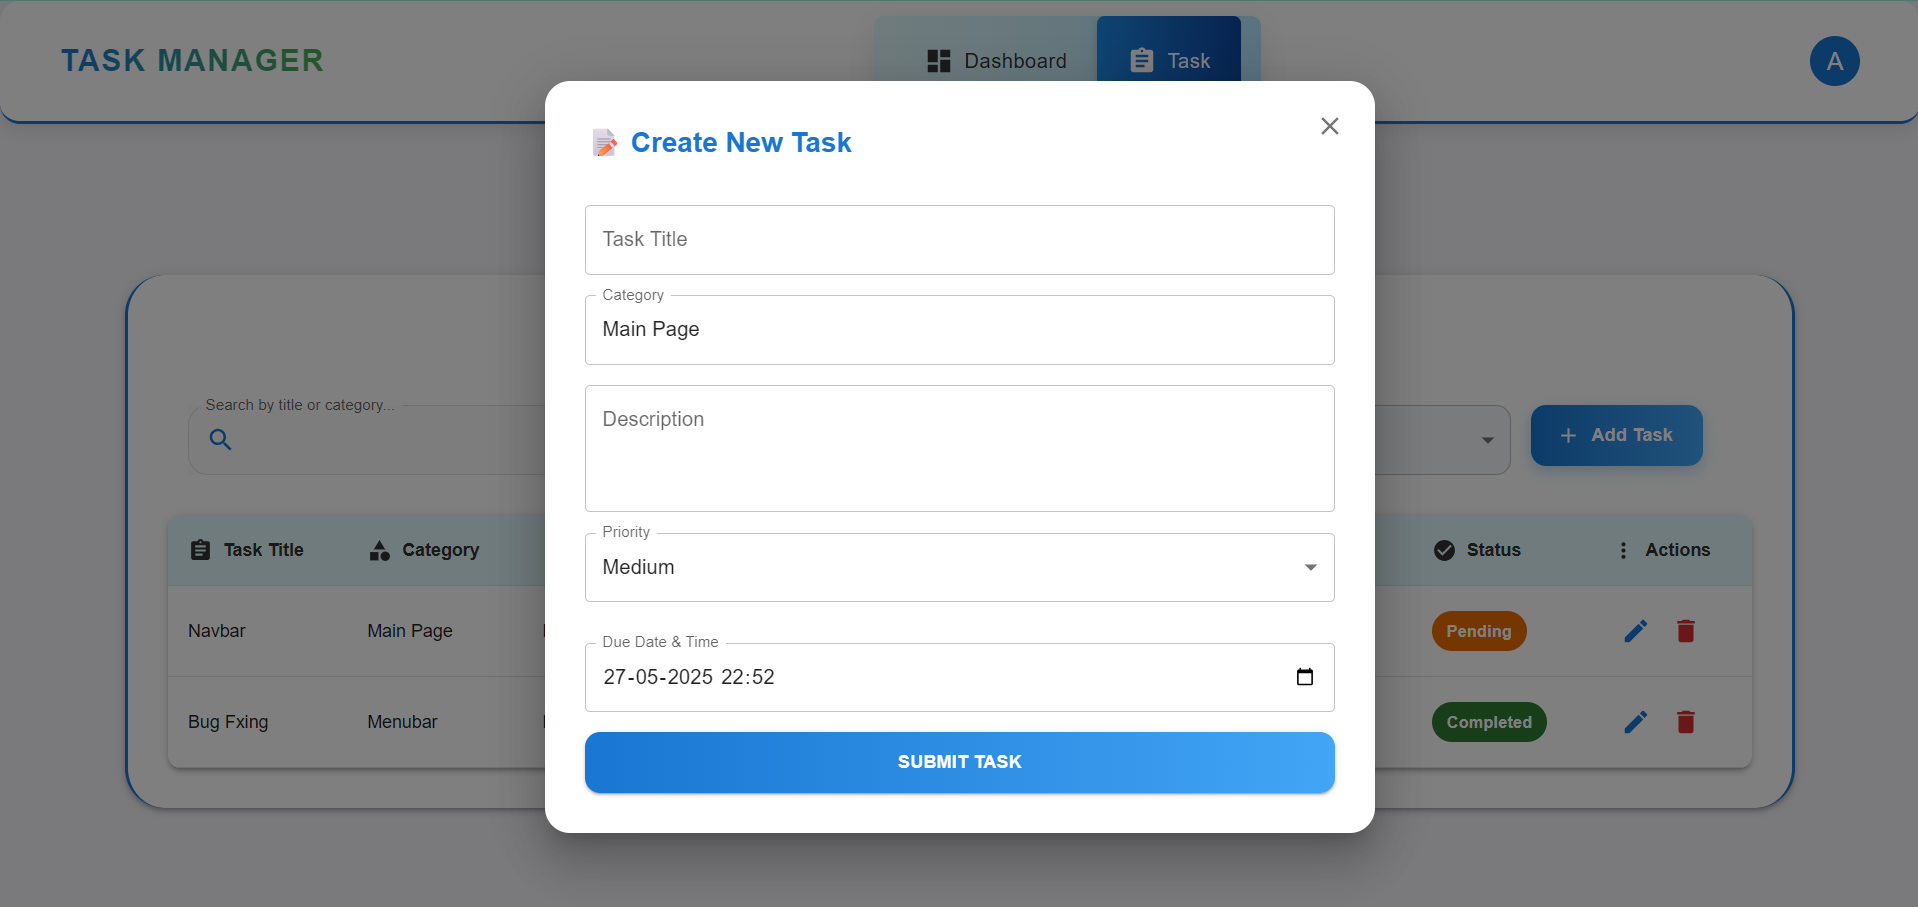 TASK MANAGER
Dashboard
Task
A
Create New Task
Task Title
Category
Main Page
Description
Priority
Medium
Due Date & Time
27-05-2025 22:52
SUBMIT TASK
Search by title or category...
Add Task
Task Title Category Status Actions
Navbar Main Page Pending
Bug Fxing Menubar Completed